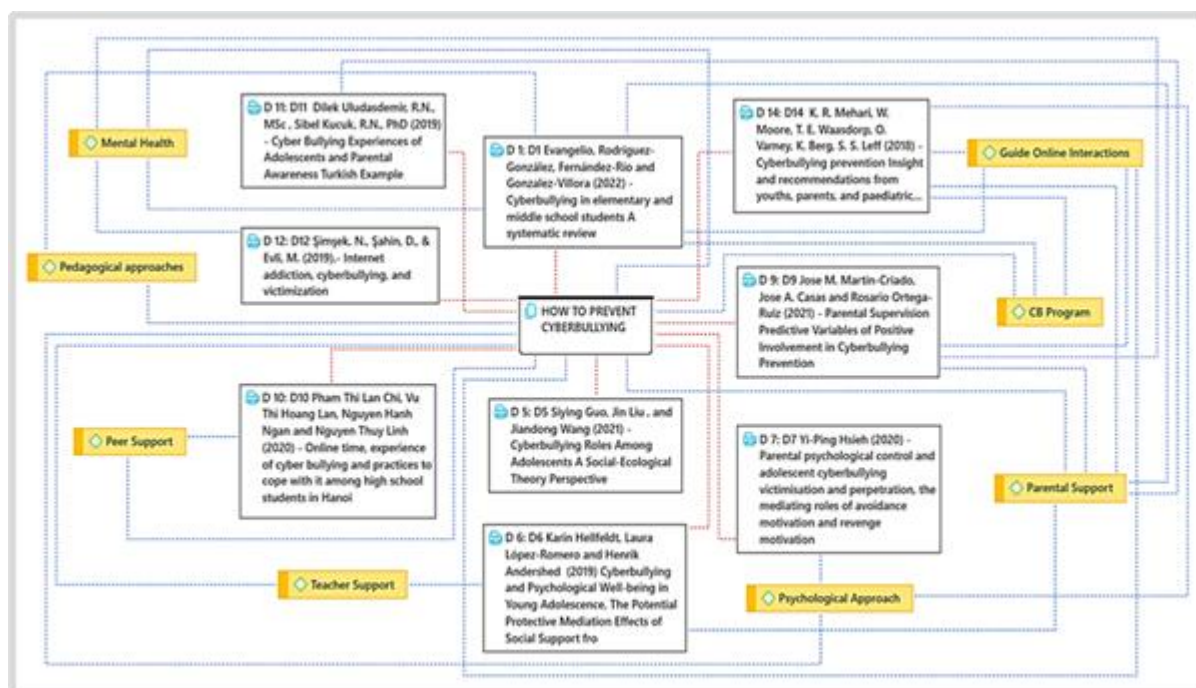 D 11: D11 Dilek Uludasdemir, R.N.,
MSc , Sibel Kucuk, R.N., PhD (2019)
- Cyber Bullying Experiences of
Adolescents and Parental
Awareness Turkish Example
D 14: D14 K. R. Mehari, W.
Moore, T. E. Waasdorp, O.
Varney, K. Berg, S. S. Leff (2018) -
Cyberbullying prevention Insight
and recommendations from
youths, parents, and paediatric...
Mental Health
D 1: D1 Evangelio, Rodríguez-
González, Fernández-Río and
Gonzalez-Villora (2022) -
Cyberbullying in elementary and
middle school students A
systematic review
Guide Online Interactions
D 12: D12 Şimşek, N., Şahin, D., &
Evli, M. (2019).- Internet
addiction, cyberbullying, and
victimization
Pedagogical approaches
D 9: D9 Jose M. Martín-Criado,
Jose A. Casas and Rosario Ortega-
Ruiz (2021) - Parental Supervision
Predictive Variables of Positive
Involvement in Cyberbullying
Prevention
HOW TO PREVENT
CYBERBULLYING
CB Program
D 10: D10 Pham Thi Lan Chi, Vu
Thi Hoang Lan, Nguyen Hanh
Ngan and Nguyen Thuy Linh
(2020) - Online time, experience
of cyber bullying and practices to
cope with it among high school
students in Hanoi
Peer Support
D 5: D5 Siying Guo, Jin Liu , and
Jiandong Wang (2021) -
Cyberbullying Roles Among
Adolescents A Social-Ecological
Theory Perspective
D 7: D7 Yi-Ping Hsieh (2020) -
Parental psychological control and
adolescent cyberbullying
victimisation and perpetration, the
mediating roles of avoidance
motivation and revenge
motivation
Parental Support
D 6: D6 Karin Hellfeldt, Laura
López-Romero and Henrik
Andershed (2019) Cyberbullying
and Psychological Well-being in
Young Adolescence, The Potential
Protective Mediation Effects of
Social Support fro
Teacher Support
Psychological Approach